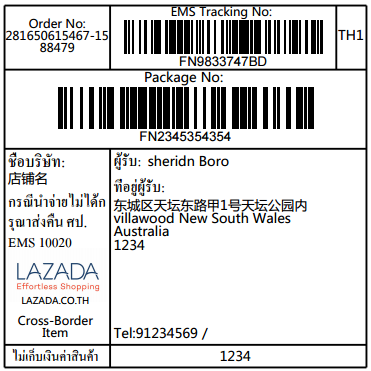 Order No:
281650615467-15
88479
EMS Tracking No:
FN9833747BD
TH1
Package No:
FN2345354354
ชื่อบริษัท:
店铺名
กรณีนำจ่ายไม่ได้ก
รุณาส่งคืน ศป.
EMS 10020
LAZADA
Effortless Shopping
LAZADA.CO.TH
Cross-Border
Item
ผู้รับ: sheridn Boro
ที่อยู่ผู้รับ:
东城区天坛东路甲1号天坛公园内
villawood New South Wales
Australia
1234
Tel:91234569 /
ไม่เก็บเงินค่าสินค้า
1234